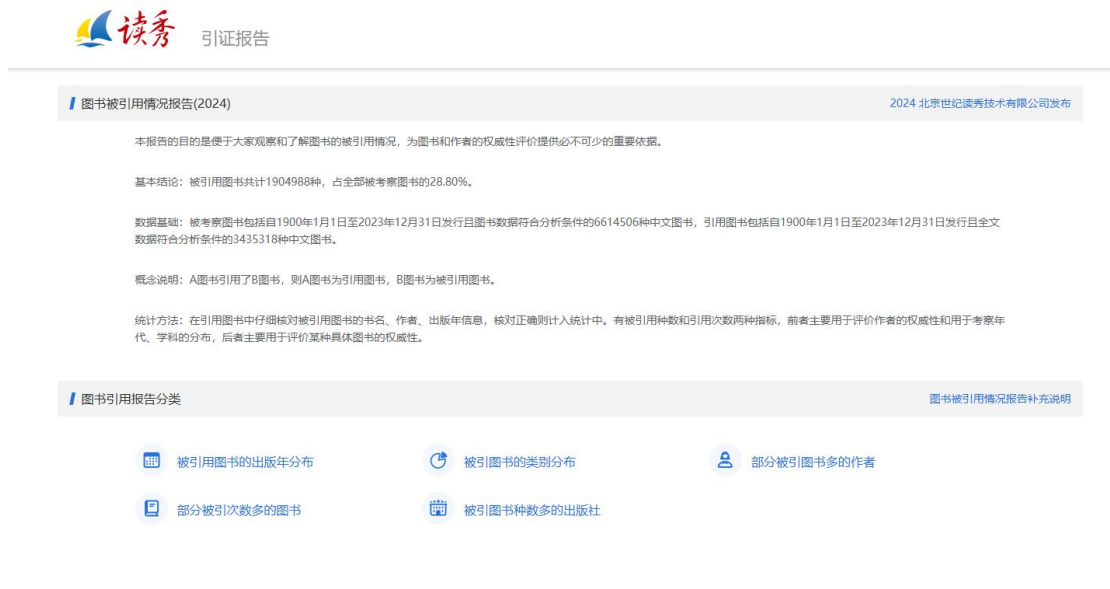 读秀 引证报告
图书被引用情况报告(2024) 2024 北京世纪读秀技术有限公司发布
本报告的目的是便于大家观察和了解图书的被引用情况，为图书和作者的权威性评价提供必不可少的重要依据。
基本结论：被引用图书共计1904988种，占全部被考察图书的28.80%。
数据基础：被考察图书包括自1900年1月1日至2023年12月31日发行且图书数据符合分析条件的6614506种中文图书，引用图书包括自1900年1月1日至2023年12月31日发行且全文
数据符合分析条件的3435318种中文图书。
概念说明：A图书引用了B图书，则A图书为引用图书，B图书为被引用图书。
统计方法：在引用图书中仔细核对被引用图书的书名、作者、出版年信息，核对正确则计入统计中。有被引用种数和引用次数两种指标，前者主要用于评价作者的权威性和用于考察年
代、学科的分布，后者主要用于评价某种具体图书的权威性。
图书引用报告分类 图书被引用情况报告补充说明
被引用图书的出版年分布 被引图书的类别分布 部分被引图书多的作者
部分被引次数多的图书 被引图书种数多的出版社